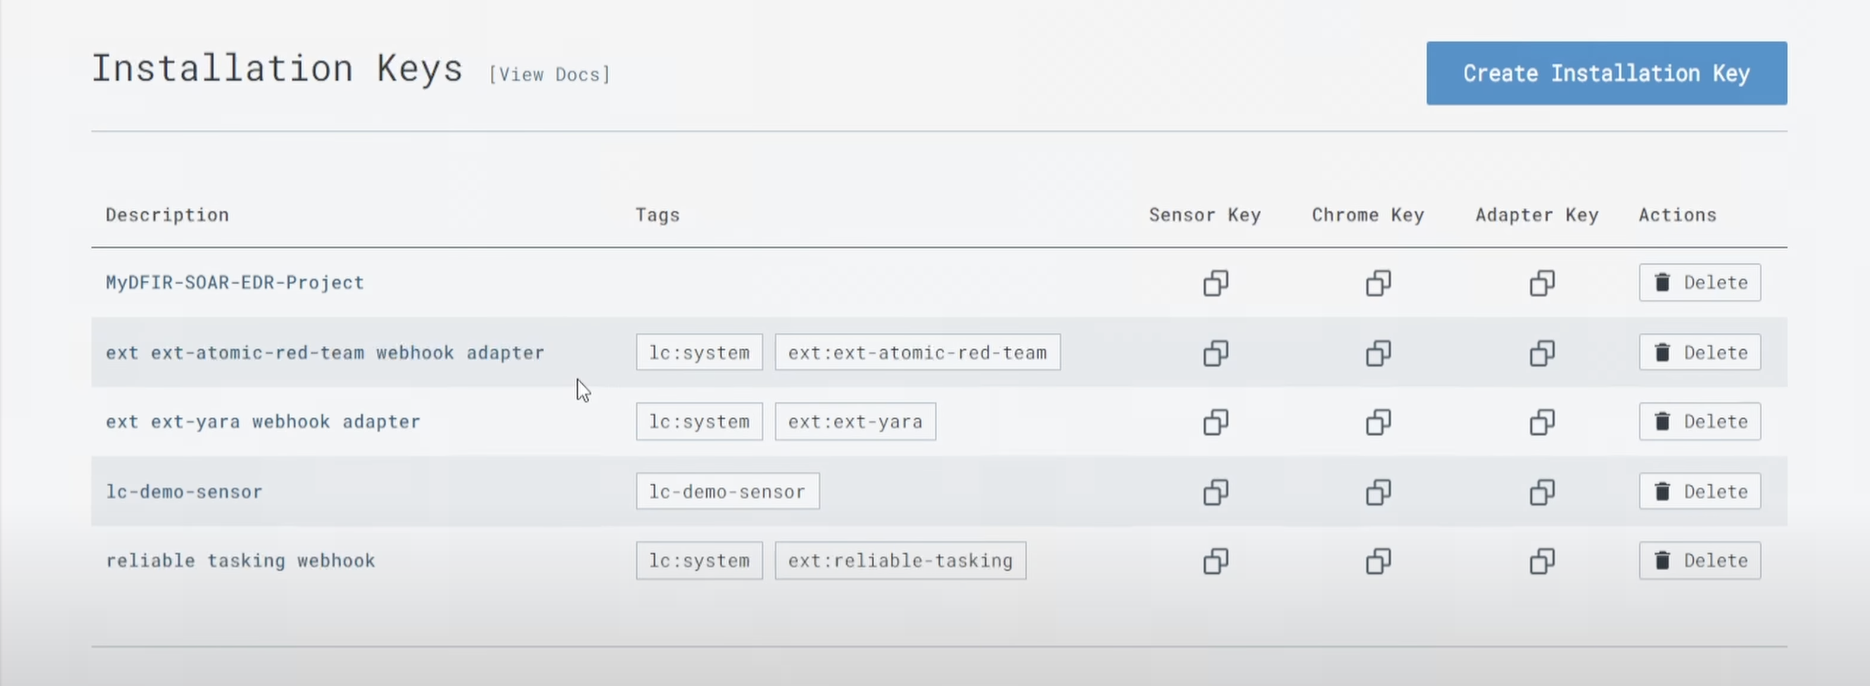 Installation Keys [View Docs] Create Installation Key
Description Tags Sensor Key Chrome Key Adapter Key Actions
MyDFIR-SOAR-EDR-Project Delete
ext ext-atomic-red-team webhook adapter lc:system ext:ext-atomic-red-team Delete
ext ext-yara webhook adapter lc:system ext:ext-yara Delete
lc-demo-sensor lc-demo-sensor Delete
reliable tasking webhook lc:system ext:reliable-tasking Delete